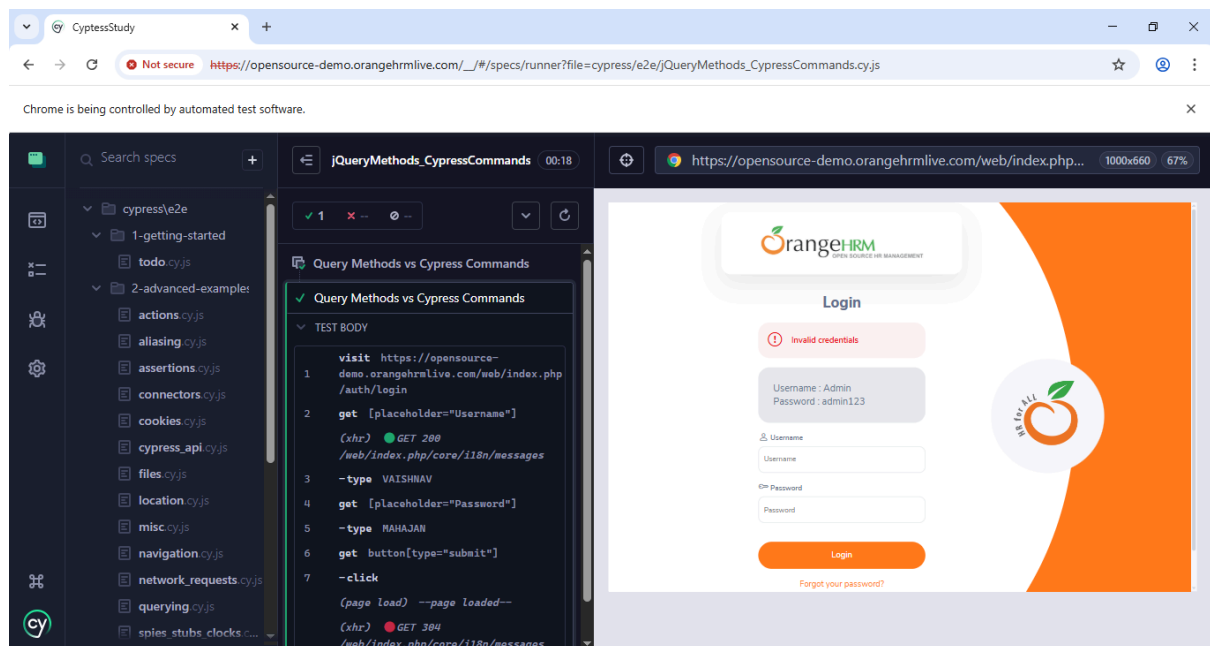 CyptessStudy
Not secure https://opensource-demo.orangehrmlive.com/__/#/specs/runner?file=cypress/e2e/jQueryMethods_CypressCommands.cy.js
Chrome is being controlled by automated test software.
Search specs
+
cypress\e2e
1-getting-started
todo.cy.js
2-advanced-examples
actions.cy.js
aliasing.cy.js
assertions.cy.js
connectors.cy.js
cookies.cy.js
cypress_api.cy.js
files.cy.js
location.cy.js
misc.cy.js
navigation.cy.js
network_requests.cy.js
querying.cy.js
spies_stubs_clocks.c...
cy
jQueryMethods_CypressCommands 00:18
1 -- --
Query Methods vs Cypress Commands
Query Methods vs Cypress Commands
TEST BODY
1 visit https://opensource-
demo.orangehrmlive.com/web/index.php
/auth/login
2 get [placeholder="Username"]
(xhr) GET 200
/web/index.php/core/i18n/messages
3 -type VAISHNAV
4 get [placeholder="Password"]
5 -type MAHAJAN
6 get button[type="submit"]
7 -click
(page load) --page loaded--
(xhr) GET 304
/web/index.php/core/i18n/messages
https://opensource-demo.orangehrmlive.com/web/index.php... 1000x660 67%
OrangeHRM
OPEN SOURCE HR MANAGEMENT
Login
Invalid credentials
Username : Admin
Password : admin123
Username
Username
Password
Password
Login
Forgot your password?
HR for ALL